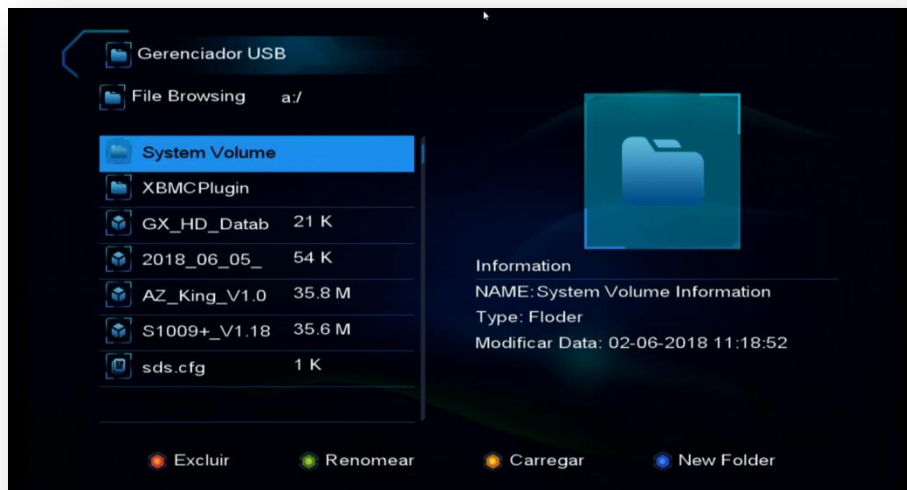 Gerenciador USB
File Browsing a:/
System Volume
XBMCPlugin
GX_HD_Datab 21 K
2018_06_05_ 54 K
AZ_King_V1.0 35.8 M
S1009+_V1.18 35.6 M
sds.cfg 1 K
Information
NAME:System Volume Information
Type: Floder
Modificar Data: 02-06-2018 11:18:52
Excluir Renomear Carregar New Folder